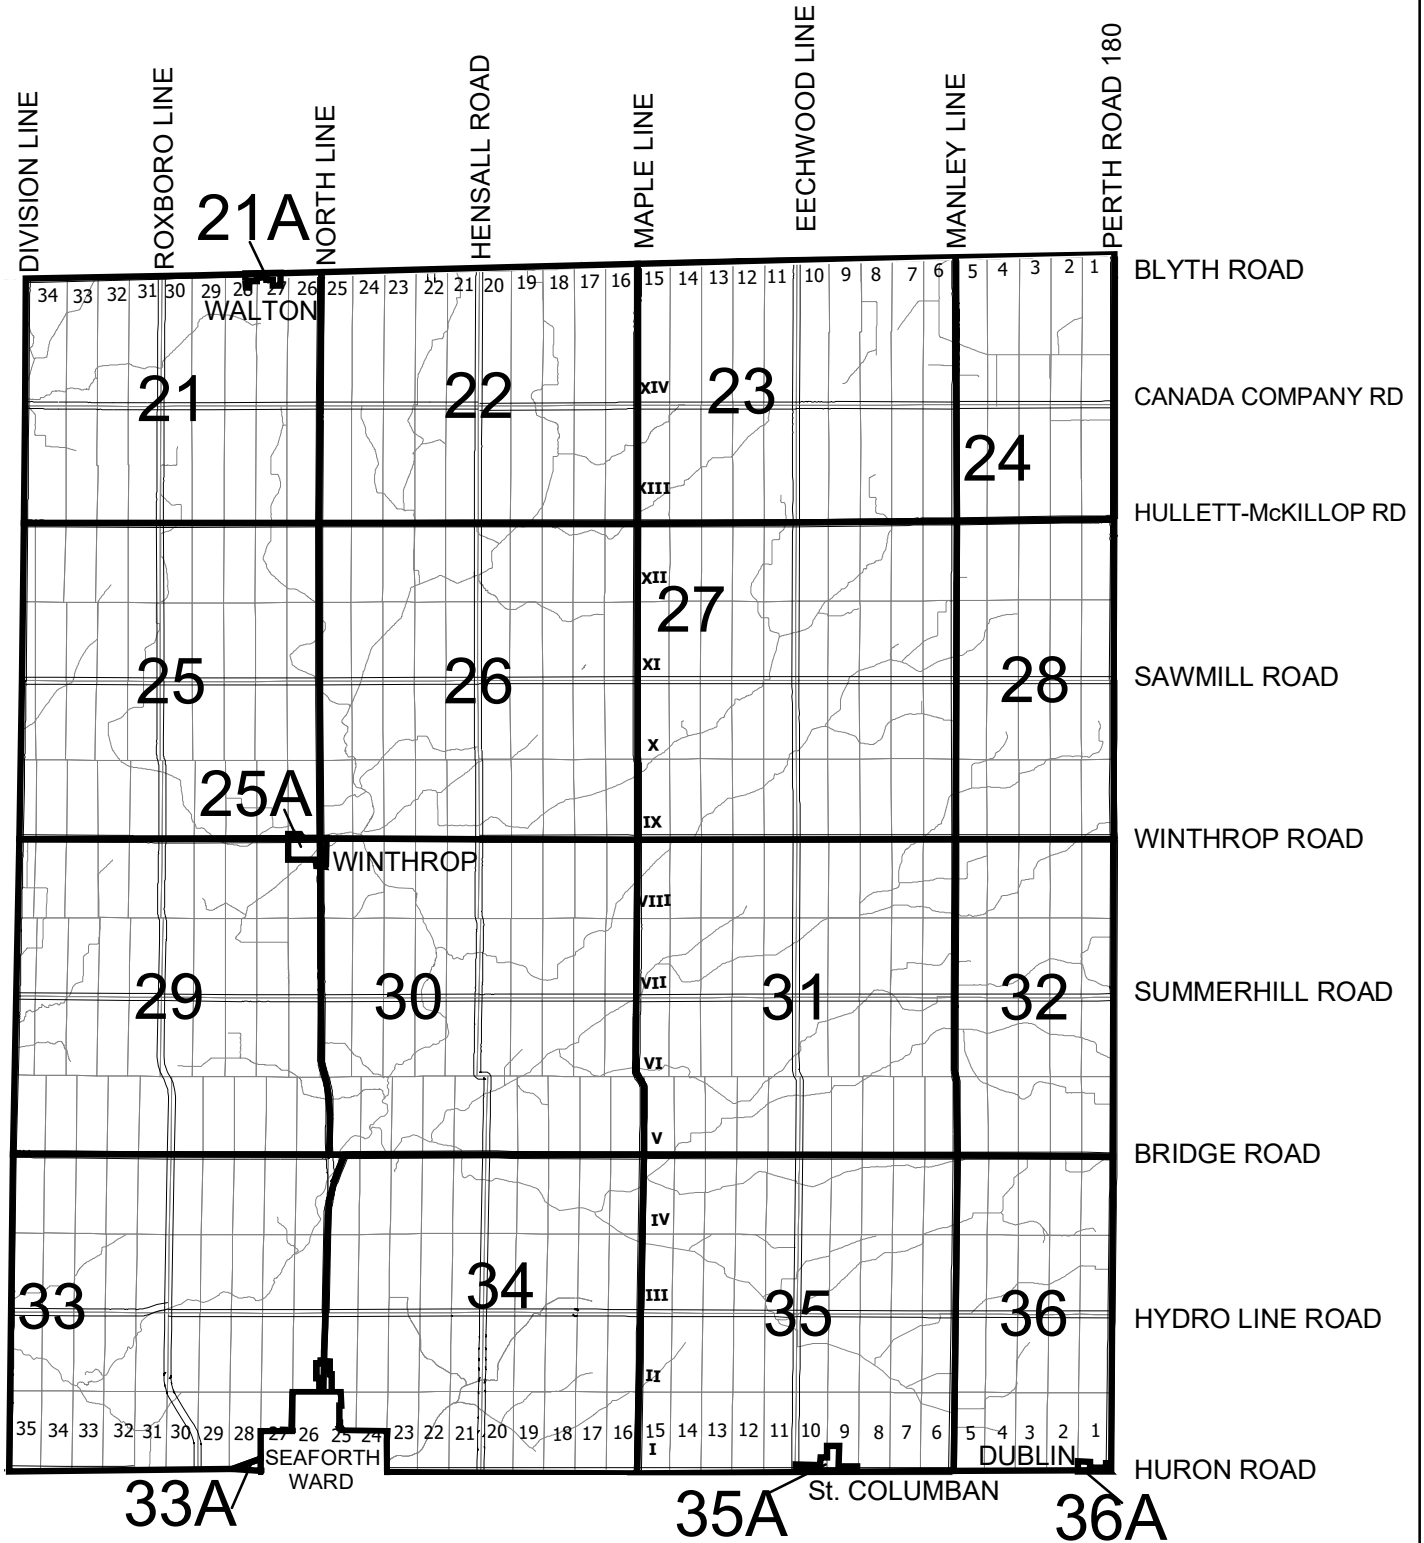 DIVISION LINE
ROXBORO LINE
NORTH LINE
HENSALL ROAD
MAPLE LINE
EECHWOOD LINE
MANLEY LINE
PERTH ROAD 180
21A
BLYTH ROAD
34 33 32 31 30 29 28 27 26 25 24 23 22 21 20 19 18 17 16 15 14 13 12 11 10 9 8 7 6 5 4 3 2 1
WALTON
21 22 XIV 23
CANADA COMPANY RD
24
XIII
HULLETT-McKILLOP RD
XII
27
XI
25 26 28
SAWMILL ROAD
X
25A
IX
WINTHROP ROAD
WINTHROP
VIII
VII
29 30 31 32
SUMMERHILL ROAD
VI
V
BRIDGE ROAD
IV
III
33 34 35 36
HYDRO LINE ROAD
II
35 34 33 32 31 30 29 28 27 26 25 24 23 22 21 20 19 18 17 16 15 14 13 12 11 10 9 8 7 6 5 4 3 2 1
I
SEAFORTH
WARD
DUBLIN
HURON ROAD
St. COLUMBAN
33A
35A
36A